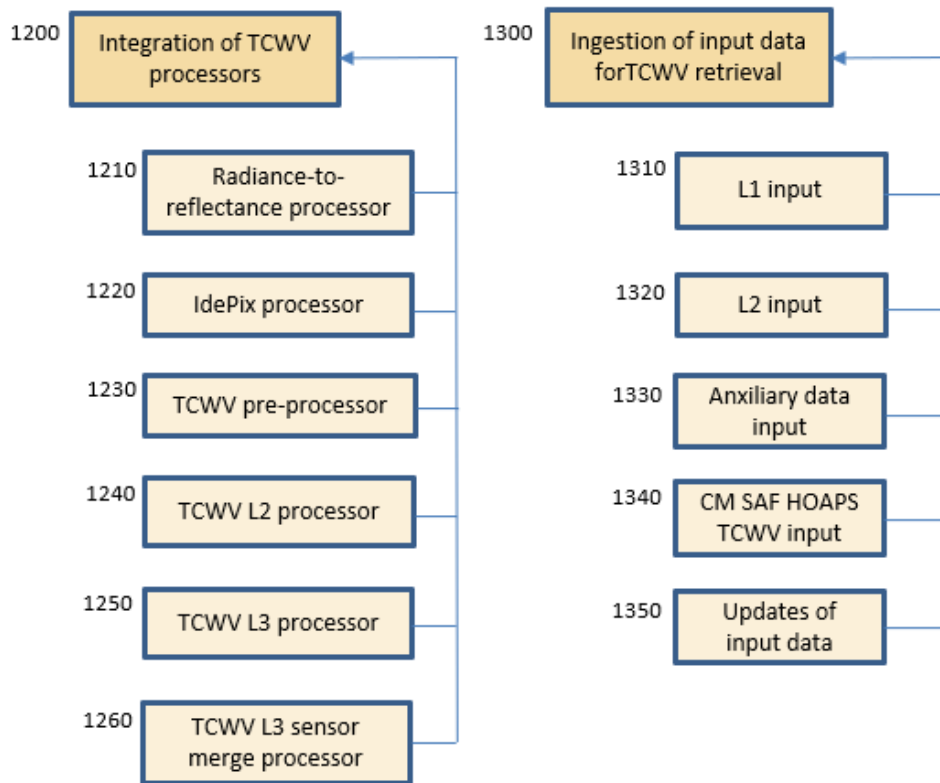 1200
Integration of TCWV
processors
1210
Radiance-to-
reflectance processor
1220
IdePix processor
1230
TCWV pre-processor
1240
TCWV L2 processor
1250
TCWV L3 processor
1260
TCWV L3 sensor
merge processor
1300
Ingestion of input data
forTCWV retrieval
1310
L1 input
1320
L2 input
1330
Anxiliary data
input
1340
CM SAF HOAPS
TCWV input
1350
Updates of
input data